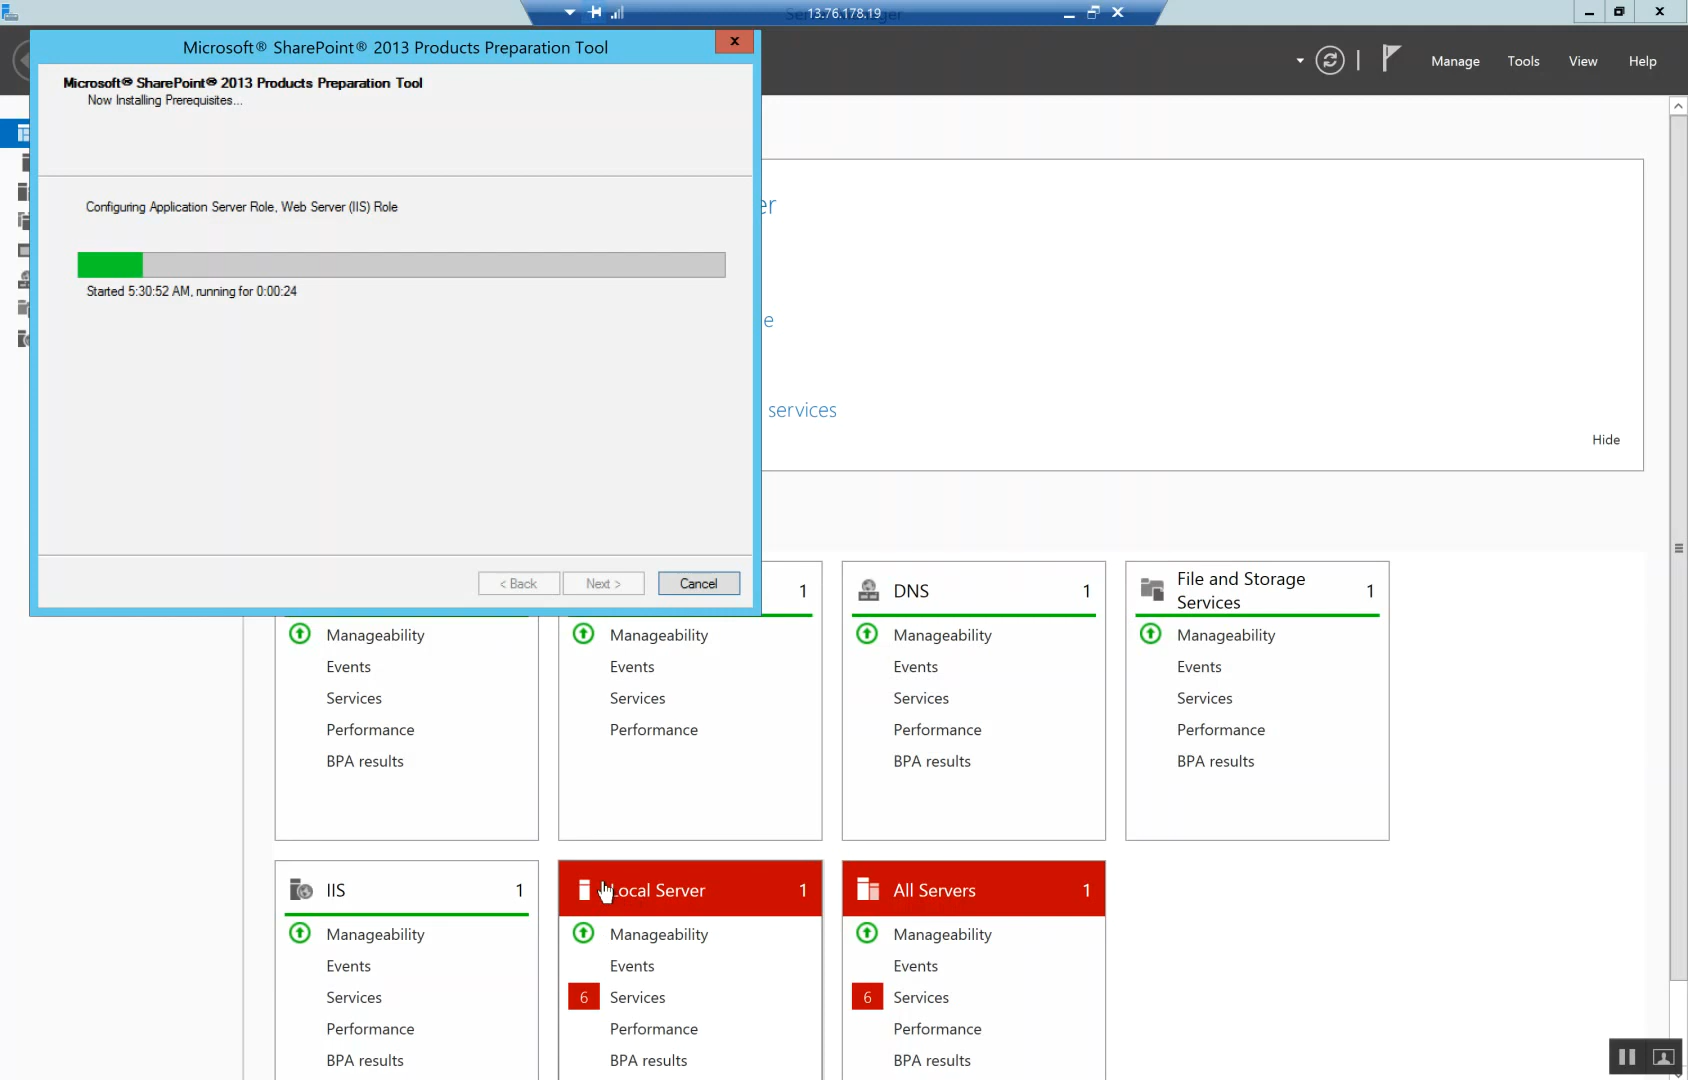 13.76.178.19
Microsoft® SharePoint® 2013 Products Preparation Tool
Manage
Tools
View
Help
Microsoft® SharePoint® 2013 Products Preparation Tool
Now Installing Prerequisites...
er
Configuring Application Server Role, Web Server (IIS) Role
Started 5:30:52 AM, running for 0:00:24
e
services
Hide
< Back
Next >
Cancel
1
DNS
1
File and Storage
Services
1
Manageability
Events
Services
Performance
BPA results
Manageability
Events
Services
Performance
Manageability
Events
Services
Performance
BPA results
Manageability
Events
Services
Performance
BPA results
IIS
1
Manageability
Events
Services
Performance
BPA results
Local Server
1
Manageability
Events
6
Services
Performance
BPA results
All Servers
1
Manageability
Events
6
Services
Performance
BPA results